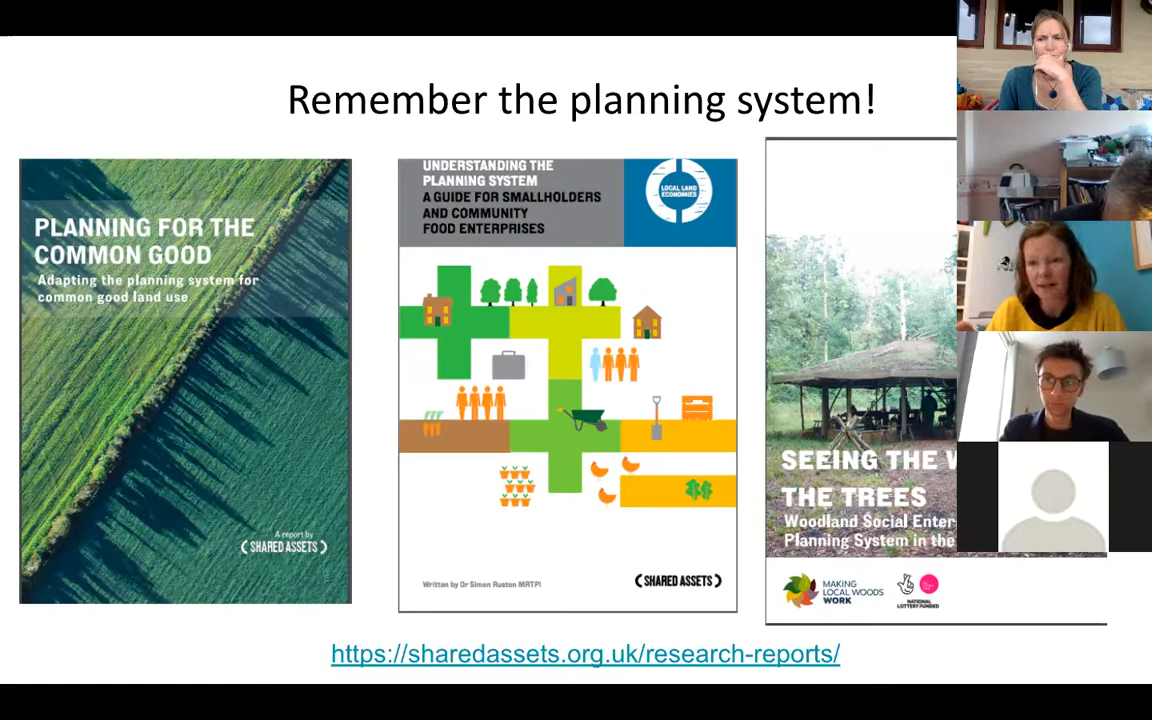 Remember the planning system!
PLANNING FOR THE
COMMON GOOD
Adapting the planning system for
common good land use
A report by
SHARED ASSETS
UNDERSTANDING THE
PLANNING SYSTEM
A GUIDE FOR SMALLHOLDERS
AND COMMUNITY
FOOD ENTERPRISES
LOCAL LAND
ECONOMIES
Written by Dr Simon Ruston MRTPI
SHARED ASSETS
SEEING THE
THE TREES
Woodland Social
Planning System in the
MAKING
LOCAL WOODS
WORK
NATIONAL
LOTTERY FUNDED
https://sharedassets.org.uk/research-reports/